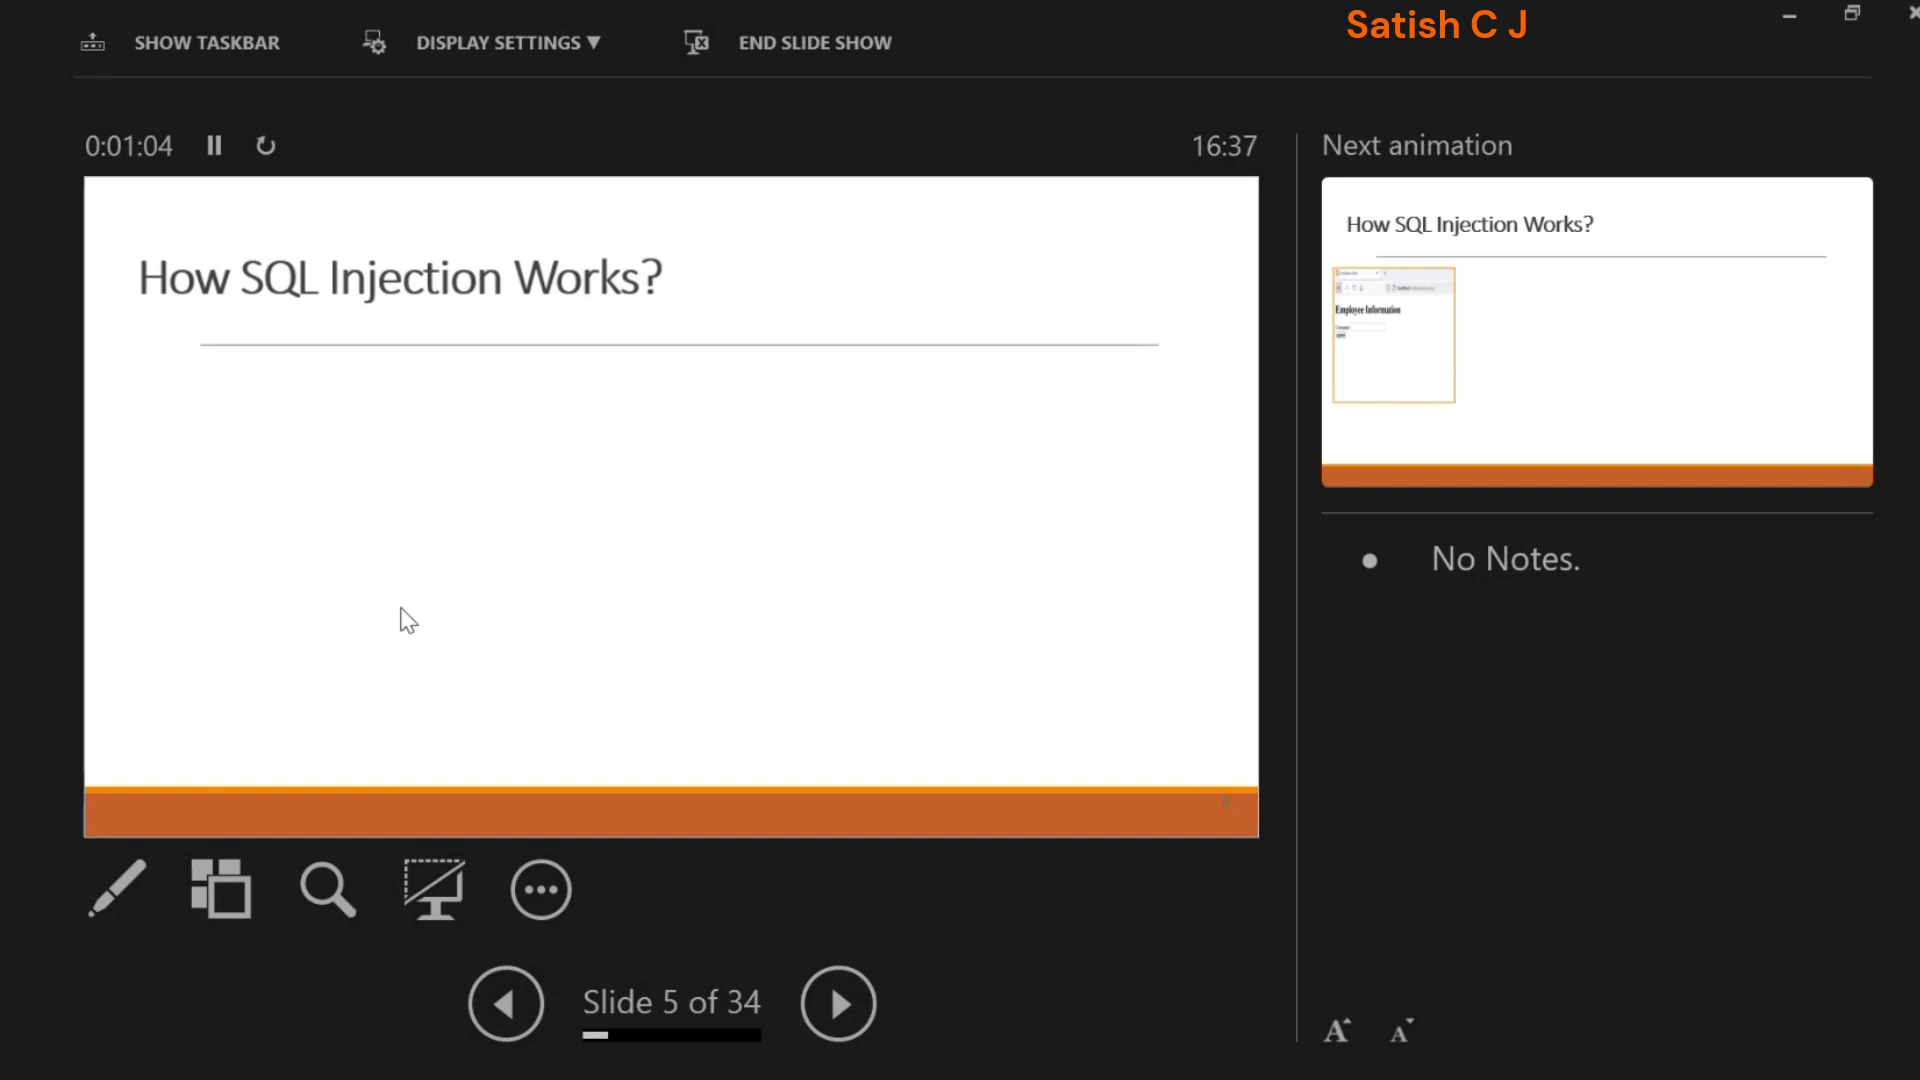 Satish C J
SHOW TASKBAR
DISPLAY SETTINGS ▼
END SLIDE SHOW
0:01:04
16:37
Next animation
How SQL Injection Works?
How SQL Injection Works?
Employee Information
No Notes.
Slide 5 of 34
A
A